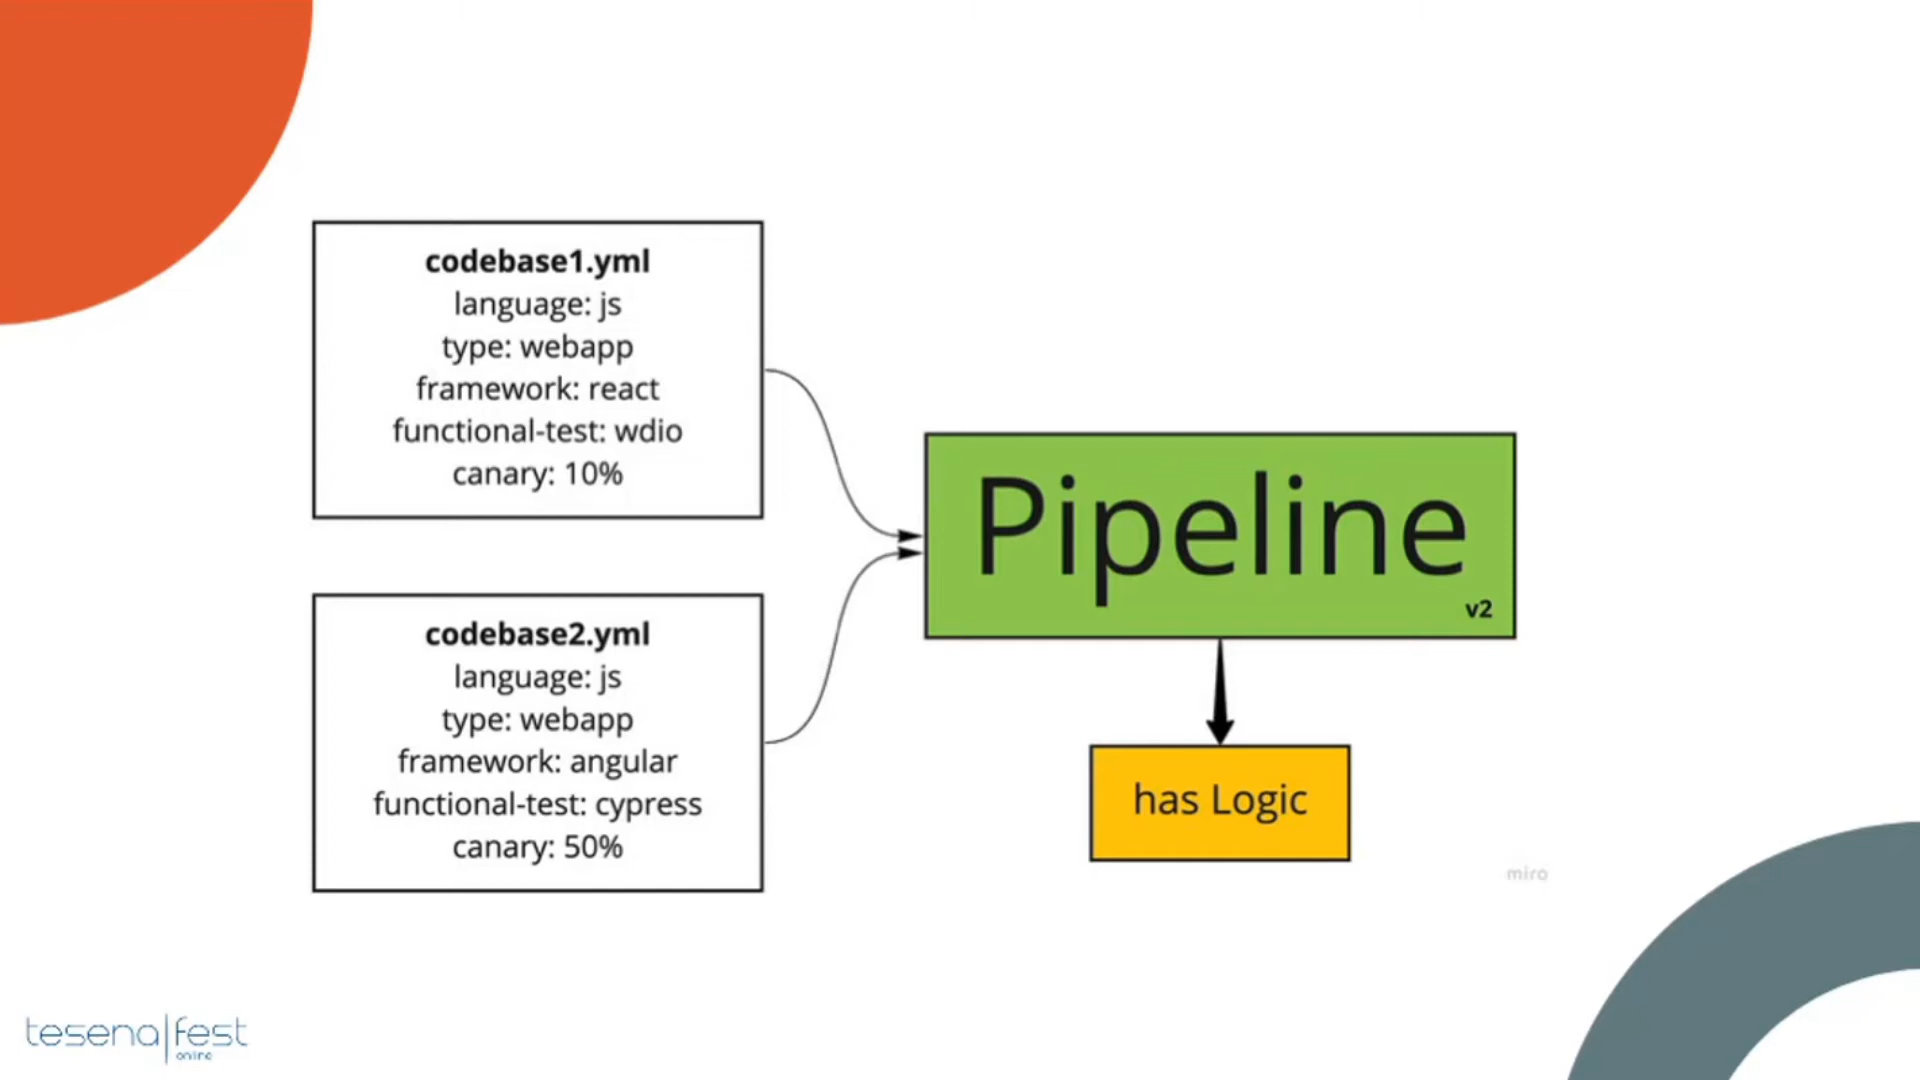 codebase1.yml
language: js
type: webapp
framework: react
functional-test: wdio
canary: 10%
codebase2.yml
language: js
type: webapp
framework: angular
functional-test: cypress
canary: 50%
Pipeline
v2
has Logic
miro
tesena|fest
online